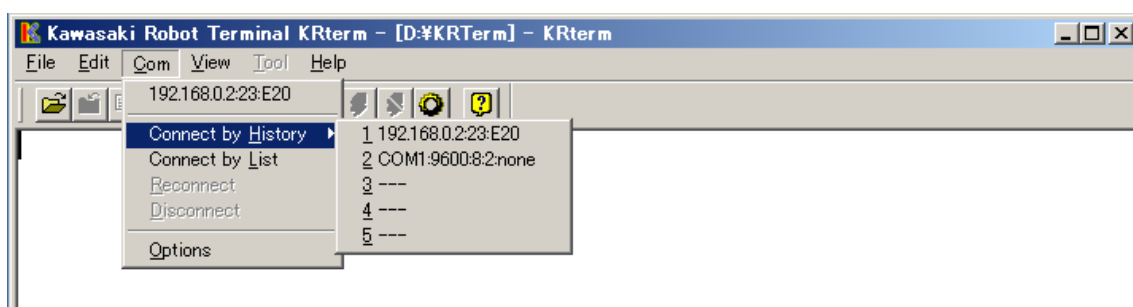 Kawasaki Robot Terminal KRterm - [D:¥KRTerm] - KRterm
File Edit Com View Tool Help
192.168.0.2:23:E20
Connect by History
1 192.168.0.2:23:E20
Connect by List
2 COM1:9600:8:2:none
Reconnect
3 ---
Disconnect
4 ---
5 ---
Options